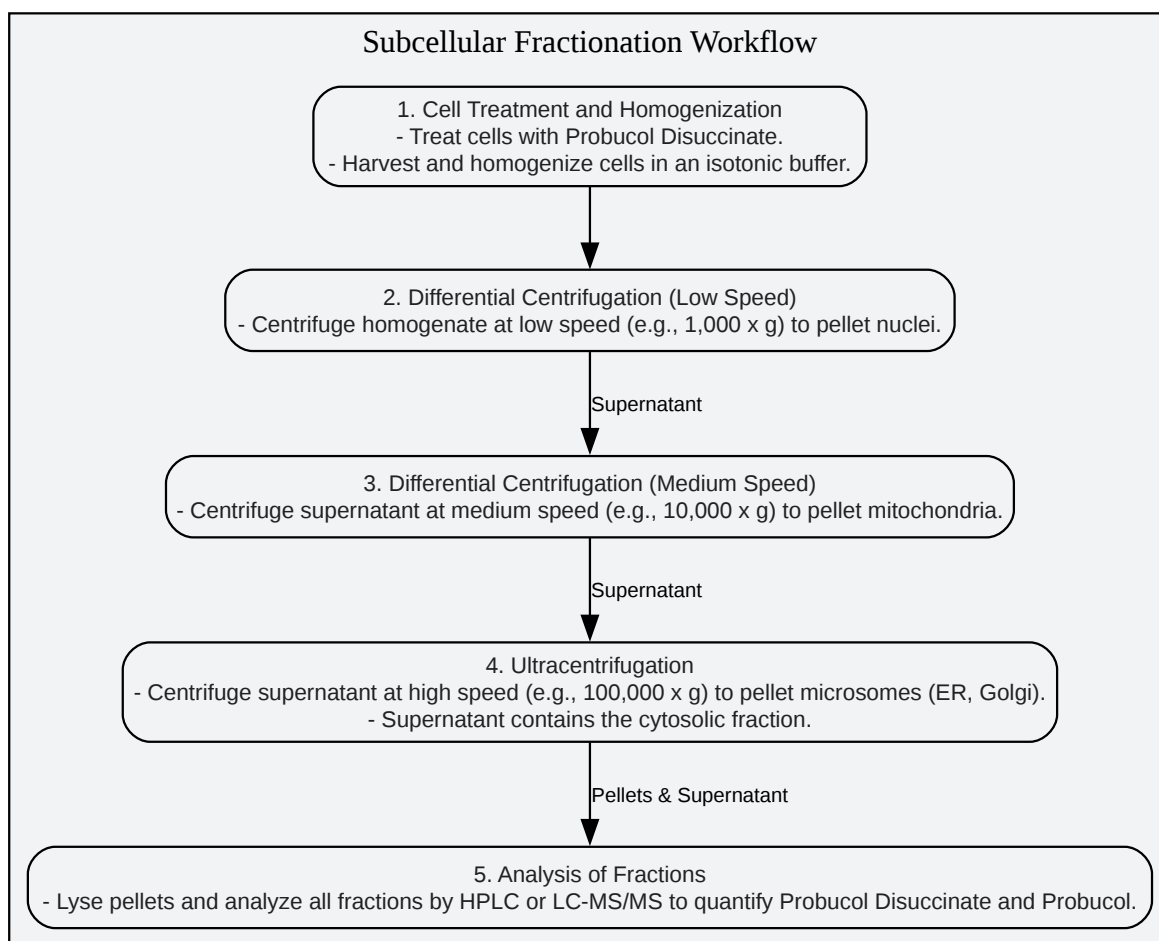 Subcellular Fractionation Workflow
1. Cell Treatment and Homogenization
- Treat cells with Probucol Disuccinate.
- Harvest and homogenize cells in an isotonic buffer.
2. Differential Centrifugation (Low Speed)
- Centrifuge homogenate at low speed (e.g., 1,000 x g) to pellet nuclei.
Supernatant
3. Differential Centrifugation (Medium Speed)
- Centrifuge supernatant at medium speed (e.g., 10,000 x g) to pellet mitochondria.
Supernatant
4. Ultracentrifugation
- Centrifuge supernatant at high speed (e.g., 100,000 x g) to pellet microsomes (ER, Golgi).
- Supernatant contains the cytosolic fraction.
Pellets & Supernatant
5. Analysis of Fractions
- Lyse pellets and analyze all fractions by HPLC or LC-MS/MS to quantify Probucol Disuccinate and Probucol.